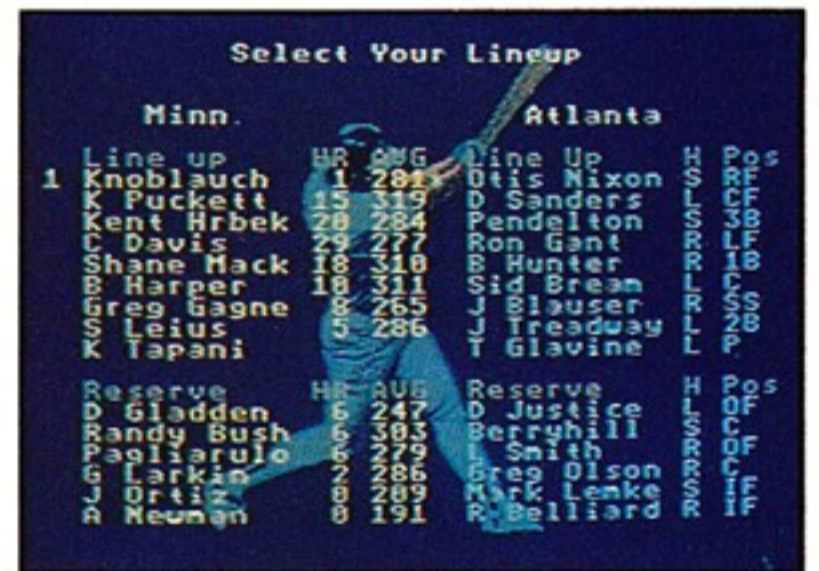 Select Your Lineup
Minn. Atlanta
Line up HR AVG Line Up H Pos
1 Knoblauch 1 281 Otis Nixon S RF
K Puckett 15 319 D Sanders L CF
Kent Hrbek 20 284 Pendelton S 3B
C Davis 29 277 Ron Gant R LF
Shane Mack 18 310 B Hunter R 1B
B Harper 10 311 Sid Bream L C
Greg Gagne 8 265 J Blauser R SS
S Leius 5 286 J Treadway L 2B
K Tapani T Glavine L P
Reserve HR AVG Reserve H Pos
D Gladden 6 247 D Justice L OF
Randy Bush 6 303 Berryhill S C
Pagliarulo 6 279 L Smith R OF
G Larkin 2 286 Greg Olson R C
J Ortiz 0 209 Mark Lemke S IF
A Newman 0 191 R Belliard R IF